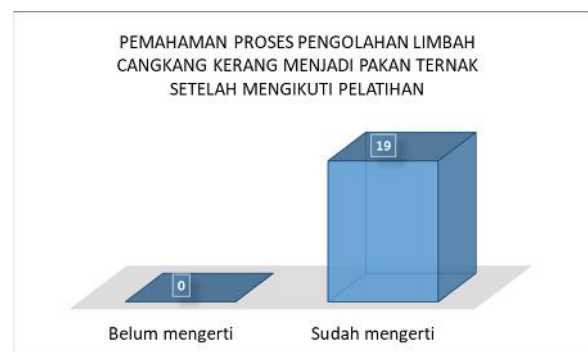 PEMAHAMAN PROSES PENGOLAHAN LIMBAH
CANGKANG KERANG MENJADI PAKAN TERNAK
SETELAH MENGIKUTI PELATIHAN
19
0
Belum mengerti
Sudah mengerti